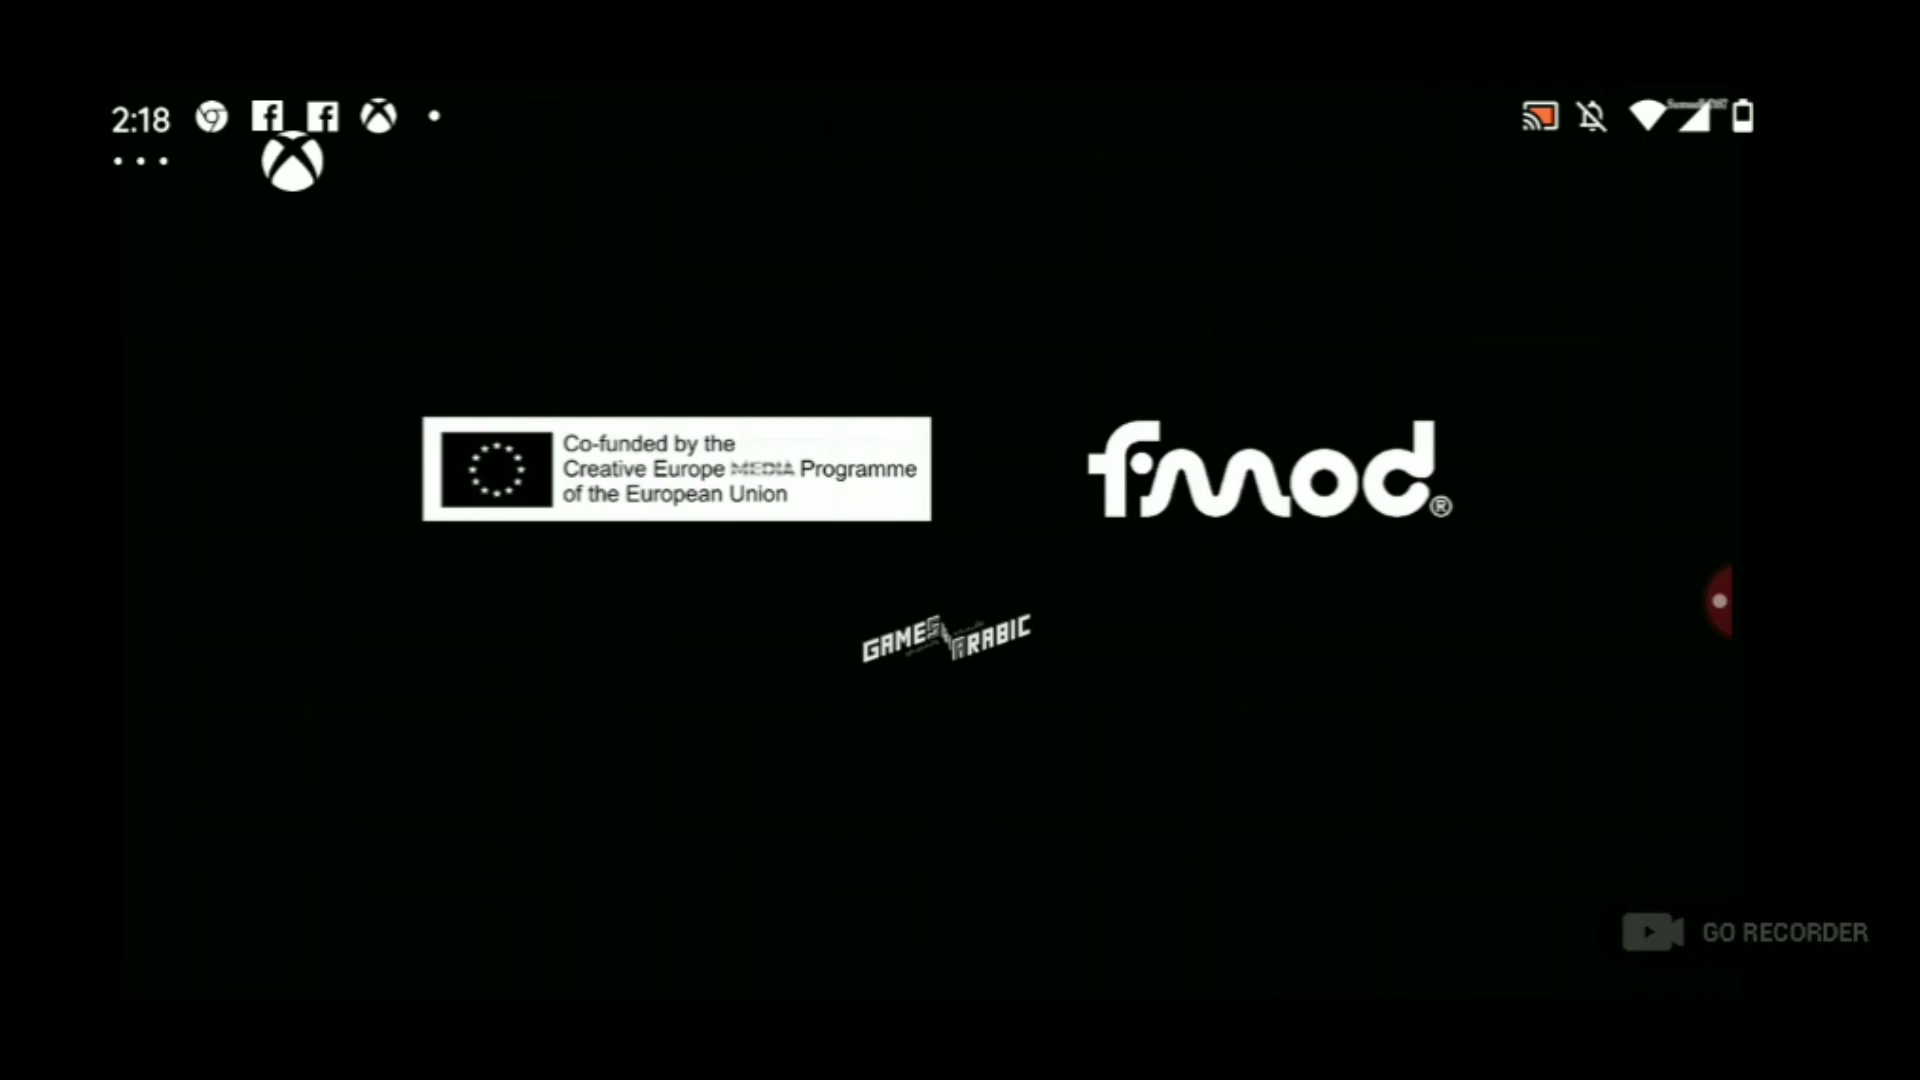 2:18
Co-funded by the
Creative Europe MEDIA Programme
of the European Union
fmod®
GAMES ARABIC
GO RECORDER